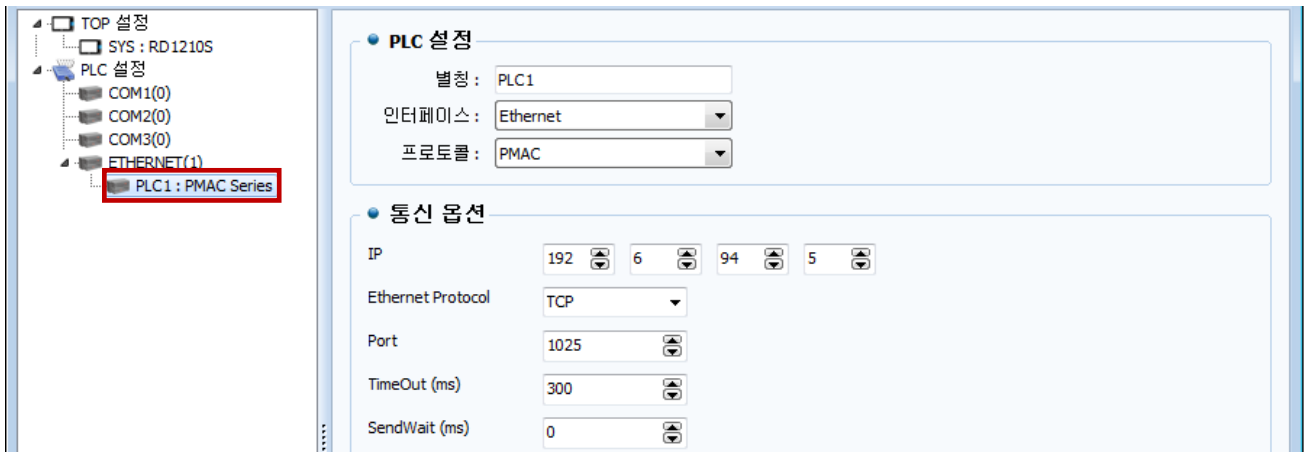 TOP 설정
SYS : RD1210S
PLC 설정
COM1(0)
COM2(0)
COM3(0)
ETHERNET(1)
PLC1 : PMAC Series
PLC 설정
별칭 : PLC1
인터페이스 : Ethernet
프로토콜 : PMAC
통신 옵션
IP 192 6 94 5
Ethernet Protocol TCP
Port 1025
TimeOut (ms) 300
SendWait (ms) 0